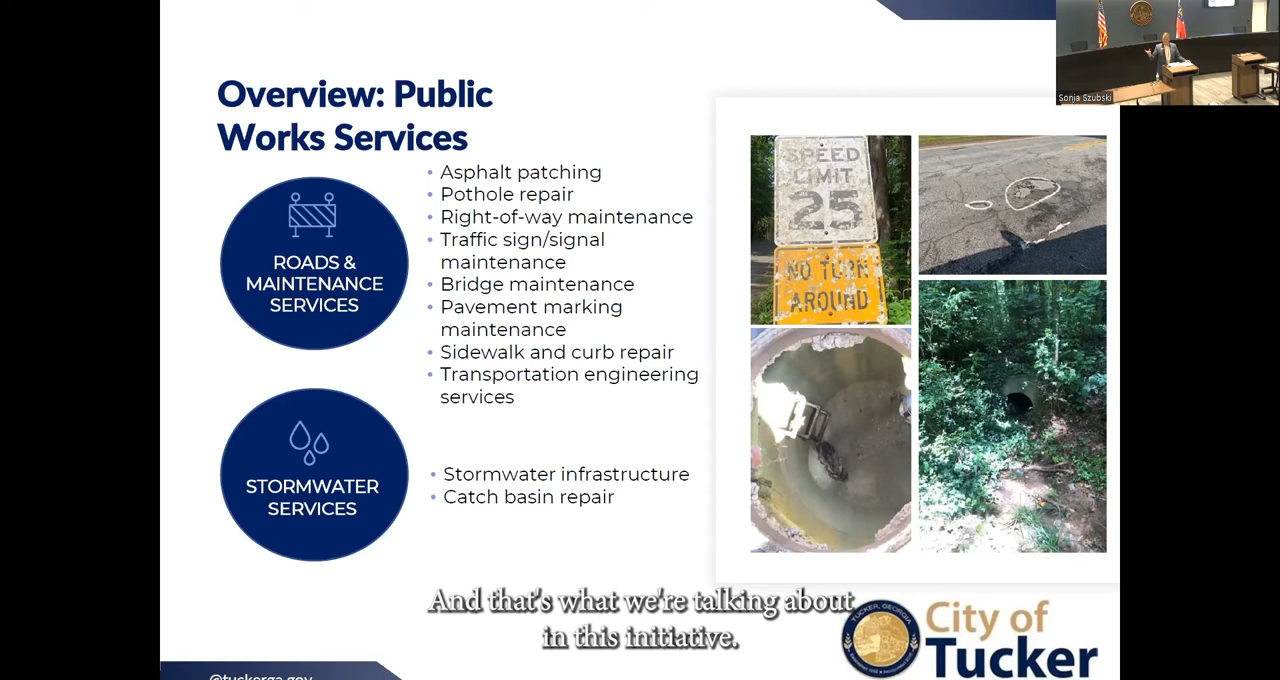 Sonja Szubski
Overview: Public
Works Services
ROADS &
MAINTENANCE
SERVICES
• Asphalt patching
• Pothole repair
• Right-of-way maintenance
• Traffic sign/signal
maintenance
• Bridge maintenance
• Pavement marking
maintenance
• Sidewalk and curb repair
• Transportation engineering
services
STORMWATER
SERVICES
• Stormwater infrastructure
• Catch basin repair
SPEED
LIMIT
25
NO TURN
AROUND
And that's what we're talking about
in this initiative.
TUCKER, GEORGIA
City of
Tucker
@tuckerga.gov